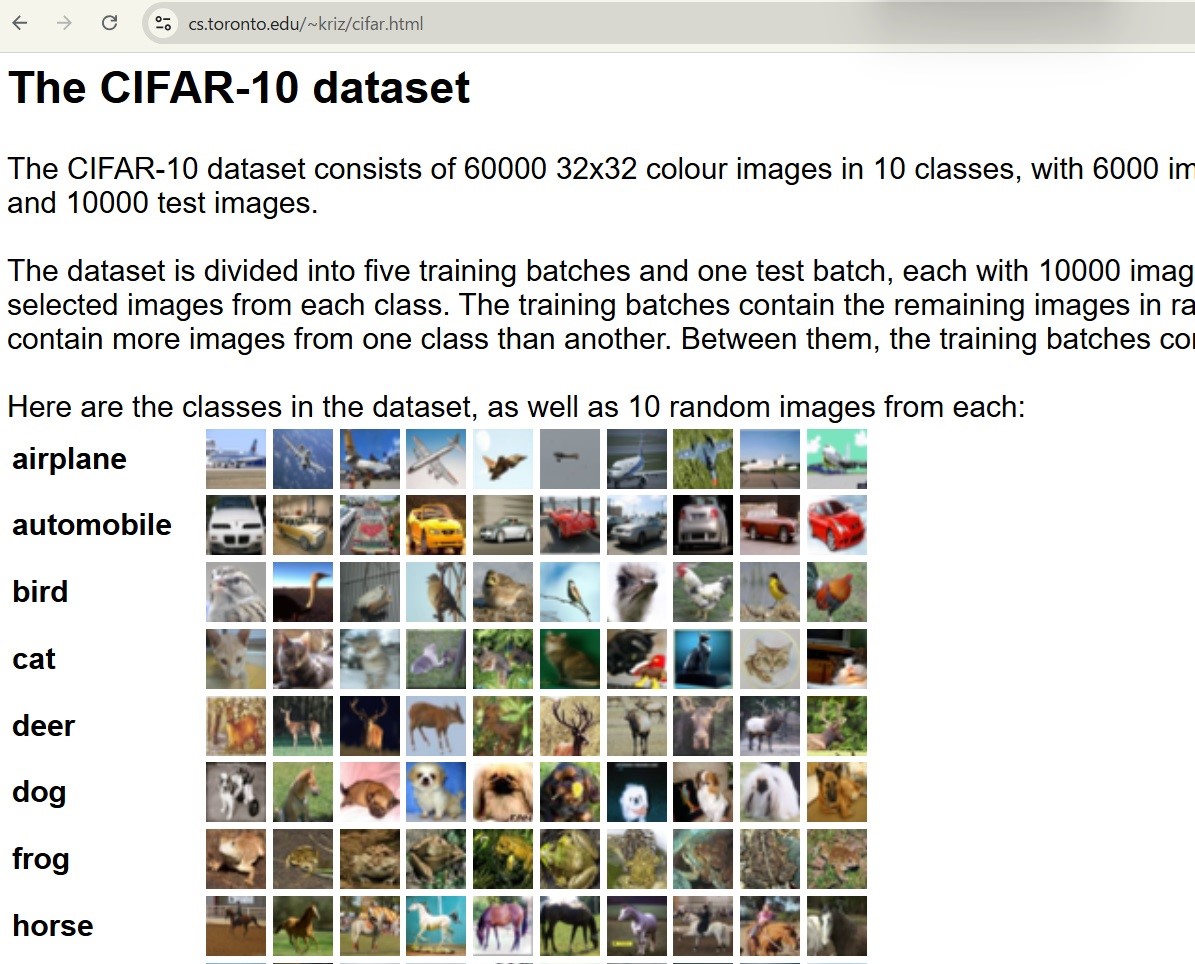 cs.toronto.edu/~kriz/cifar.html
The CIFAR-10 dataset
The CIFAR-10 dataset consists of 60000 32x32 colour images in 10 classes, with 6000 im
and 10000 test images.
The dataset is divided into five training batches and one test batch, each with 10000 imag
selected images from each class. The training batches contain the remaining images in ra
contain more images from one class than another. Between them, the training batches co
Here are the classes in the dataset, as well as 10 random images from each:
airplane
automobile
bird
cat
deer
dog
frog
horse